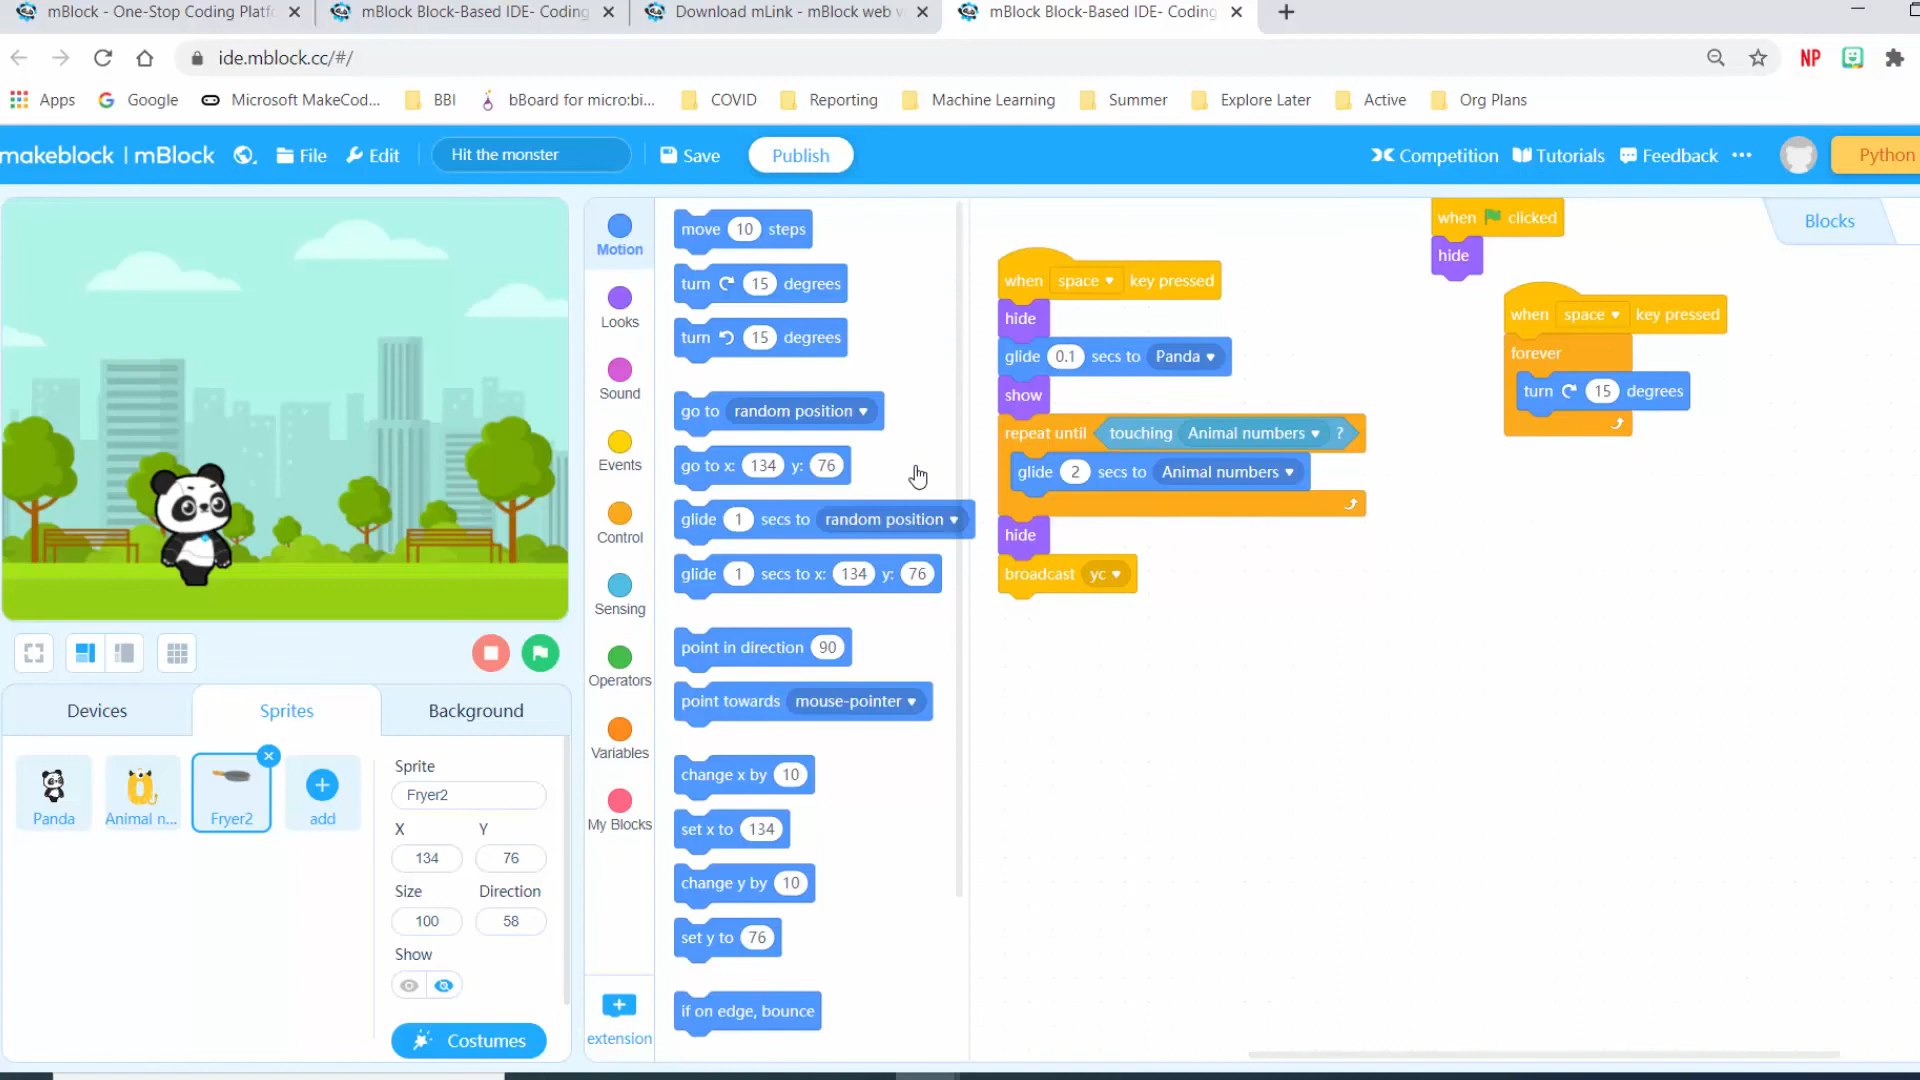 mBlock - One-Stop Coding Platfo
mBlock Block-Based IDE- Coding
Download mLink - mBlock web v
mBlock Block-Based IDE- Coding
ide.mblock.cc/#/
NP
Apps
Google
Microsoft MakeCod...
BBI
bBoard for micro:bi...
COVID
Reporting
Machine Learning
Summer
Explore Later
Active
Org Plans
makeblock | mBlock
File
Edit
Hit the monster
Save
Publish
Competition
Tutorials
Feedback
Python
Motion
Looks
Sound
Events
Control
Sensing
Operators
Variables
My Blocks
extension
move 10 steps
turn 15 degrees
turn 15 degrees
go to random position
go to x: 134 y: 76
glide 1 secs to random position
glide 1 secs to x: 134 y: 76
point in direction 90
point towards mouse-pointer
change x by 10
set x to 134
change y by 10
set y to 76
if on edge, bounce
when space key pressed
hide
glide 0.1 secs to Panda
show
repeat until touching Animal numbers ?
glide 2 secs to Animal numbers
hide
broadcast yc
when clicked
hide
when space key pressed
forever
turn 15 degrees
Blocks
Devices
Sprites
Background
Panda
Animal n...
Fryer2
add
Sprite
Fryer2
X
Y
134
76
Size
Direction
100
58
Show
Costumes